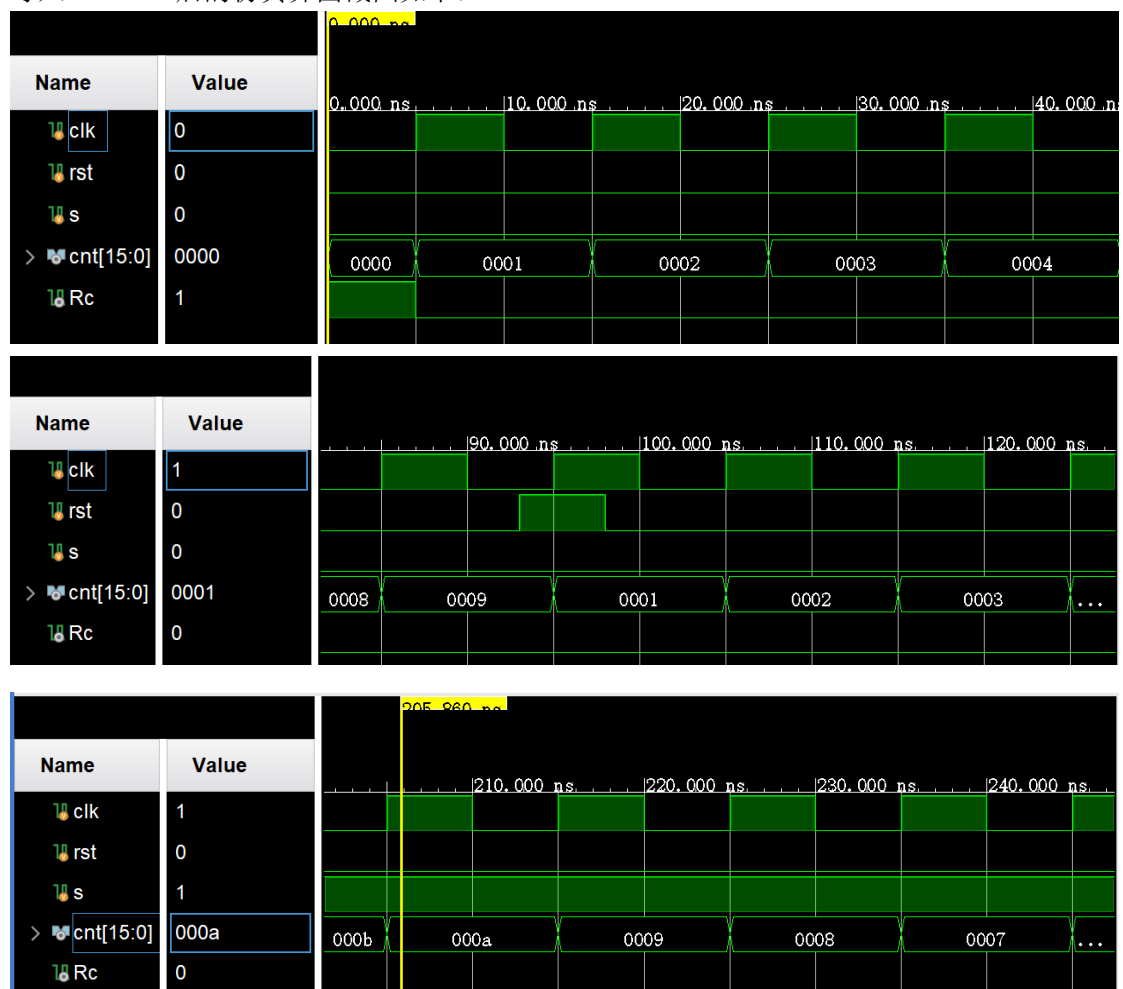 0.000 ns
Name Value
0.000 ns 10.000 ns 20.000 ns 30.000 ns 40.000 n
clk 0
rst 0
s 0
cnt[15:0] 0000 0000 0001 0002 0003 0004
Rc 1
Name Value
90.000 ns 100.000 ns 110.000 ns 120.000 ns
clk 1
rst 0
s 0
cnt[15:0] 0001 0008 0009 0001 0002 0003 ...
Rc 0
205.860 ns
Name Value
210.000 ns 220.000 ns 230.000 ns 240.000 ns
clk 1
rst 0
s 1
cnt[15:0] 000a 000b 000a 0009 0008 0007 ...
Rc 0